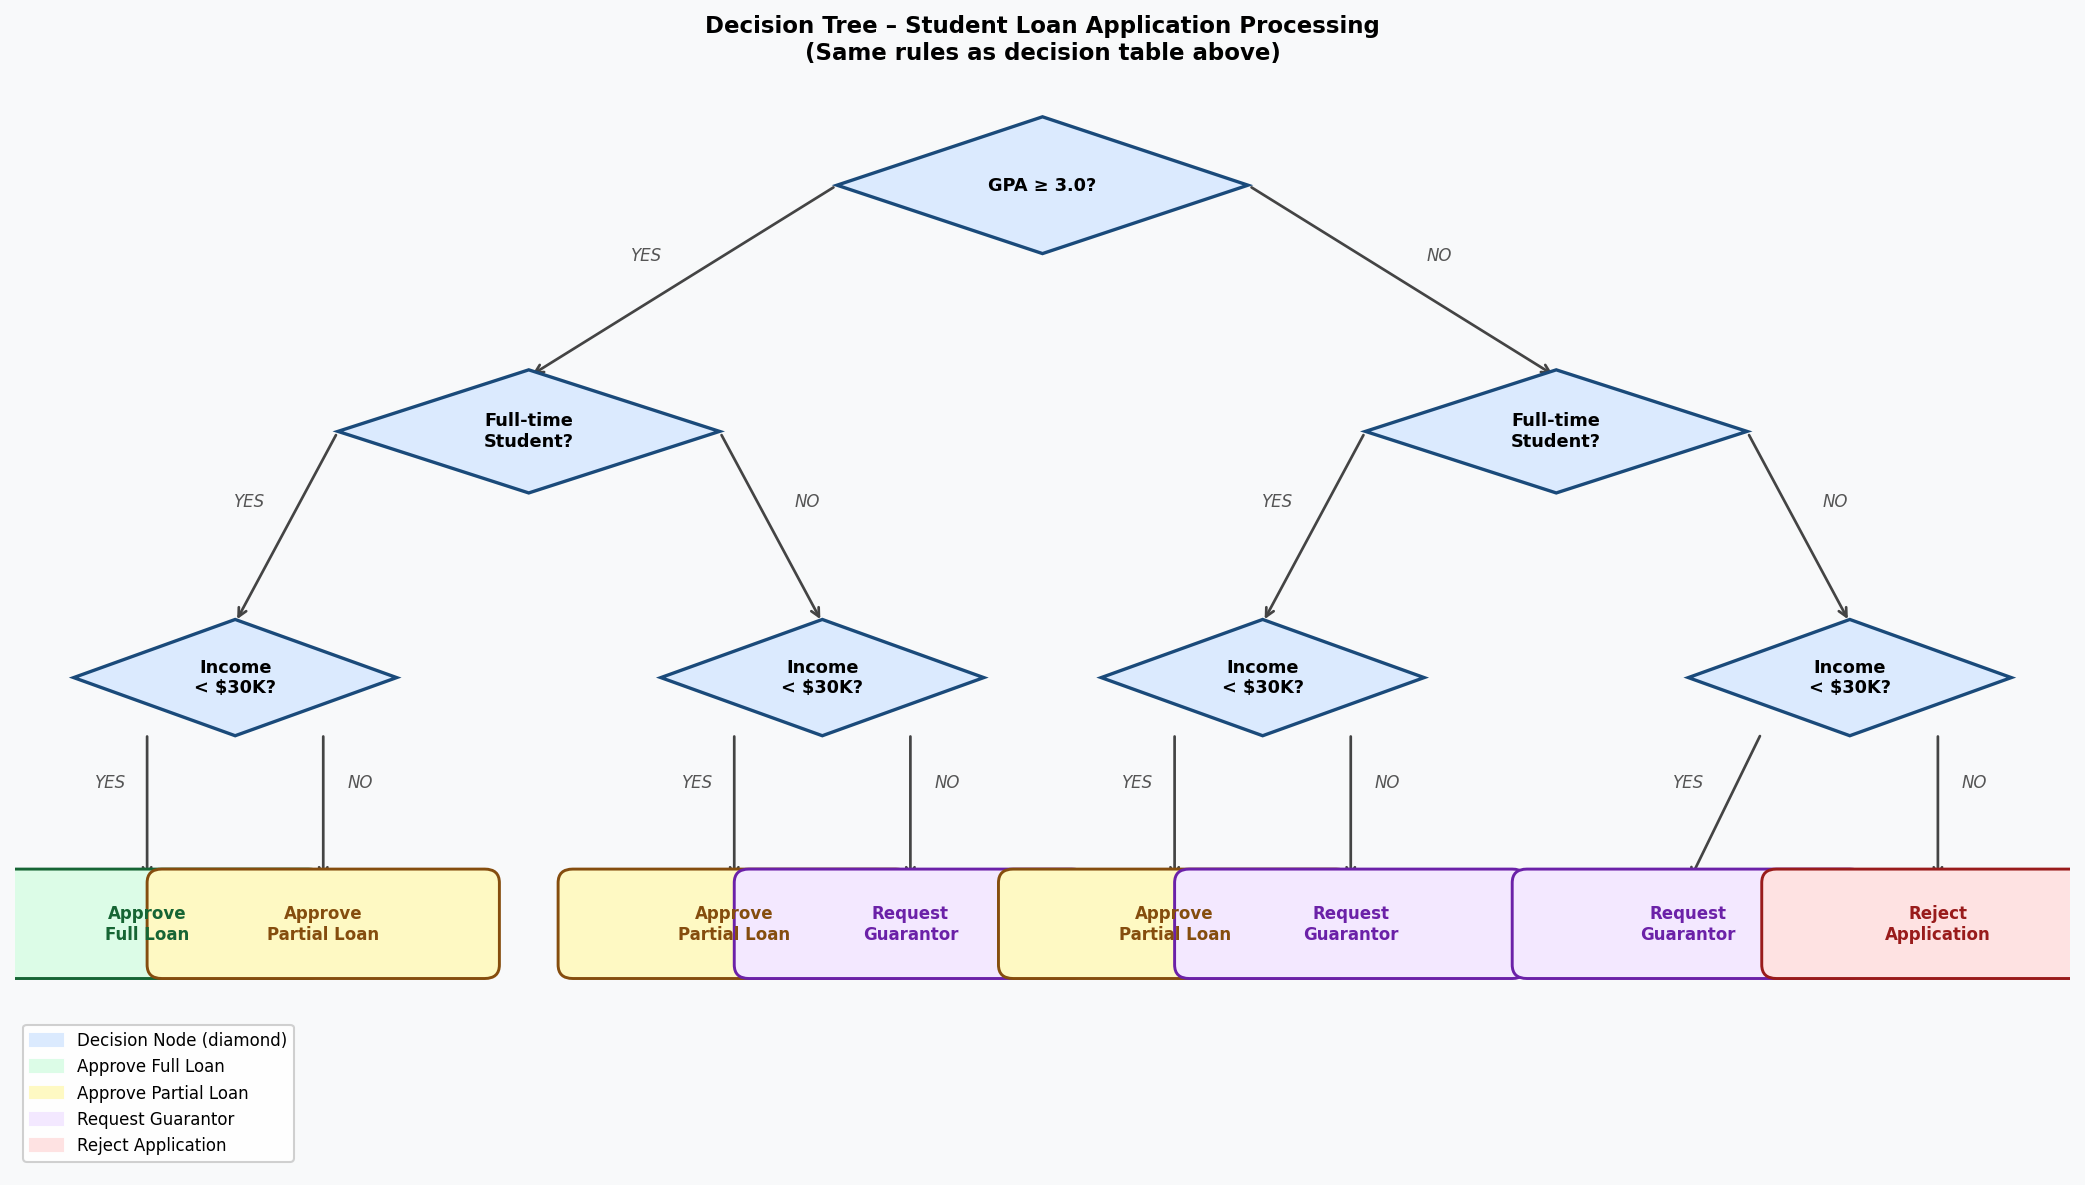 Decision Tree – Student Loan Application Processing
(Same rules as decision table above)
GPA ≥ 3.0?
YES
NO
Full-time
Student?
Full-time
Student?
YES
NO
YES
NO
Income
< $30K?
Income
< $30K?
Income
< $30K?
Income
< $30K?
YES
NO
YES
NO
YES
NO
YES
NO
Approve
Full Loan
Approve
Partial Loan
Approve
Partial Loan
Request
Guarantor
Approve
Partial Loan
Request
Guarantor
Request
Guarantor
Reject
Application
Decision Node (diamond)
Approve Full Loan
Approve Partial Loan
Request Guarantor
Reject Application